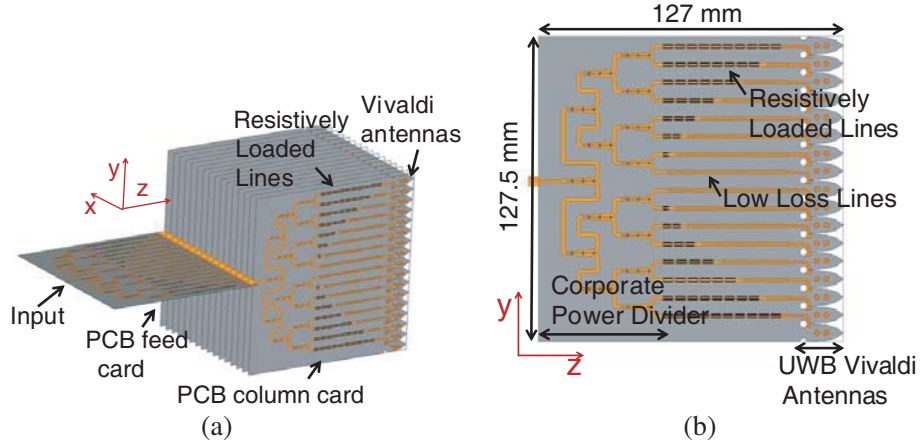 Resistively
Loaded
Lines
Vivaldi
antennas
y
z
x
Input
PCB feed
card
PCB column card
(a)
127 mm
127.5 mm
Resistively
Loaded Lines
Low Loss Lines
Corporate
Power Divider
y
z
UWB Vivaldi
Antennas
(b)